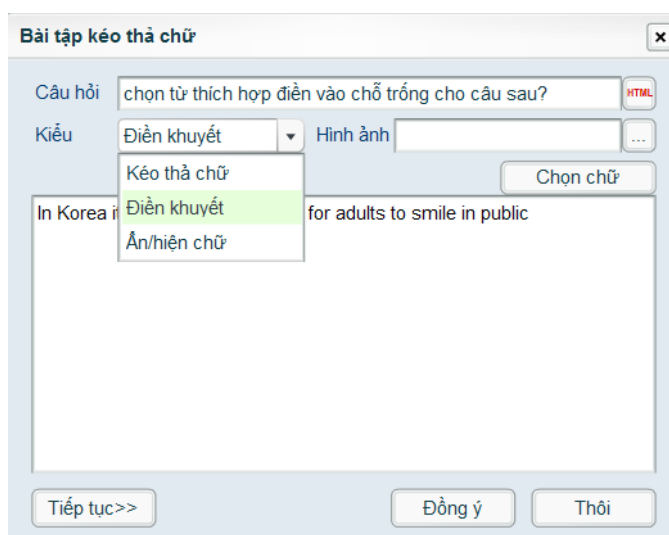 Bài tập kéo thả chữ
Câu hỏi chọn từ thích hợp điền vào chỗ trống cho câu sau? HTML
Kiểu Điền khuyết Hình ảnh ...
Kéo thả chữ Chọn chữ
In Korea i Điền khuyết for adults to smile in public
Ẩn/hiện chữ
Tiếp tục>> Đồng ý Thôi